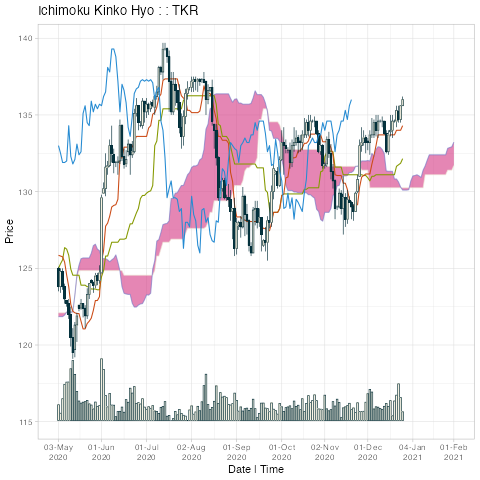 Ichimoku Kinko Hyo : : TKR
140
135
130
125
120
115
Price
03-May 01-Jun 01-Jul 02-Aug 01-Sep 01-Oct 02-Nov 01-Dec 04-Jan 01-Feb
2020 2020 2020 2020 2020 2020 2020 2020 2021 2021
Date | Time